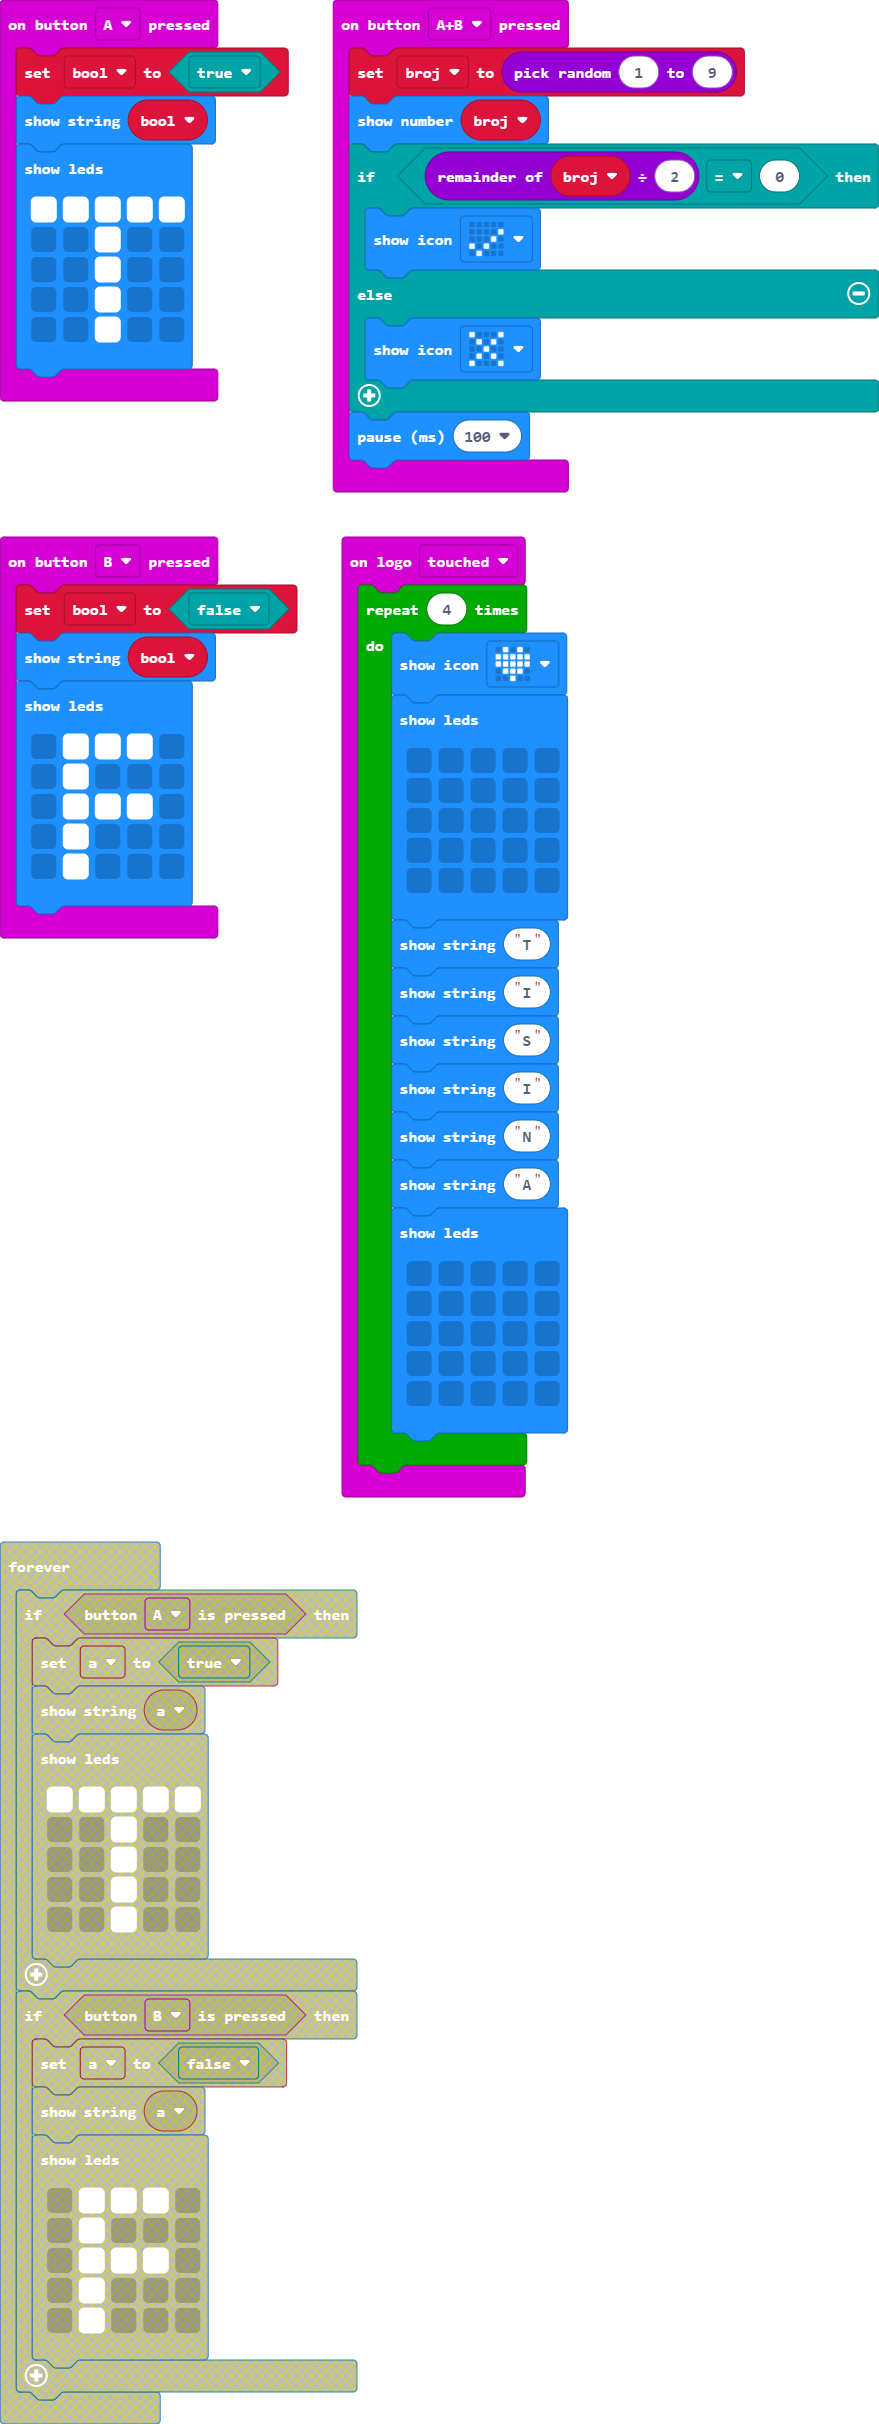 on button A pressed
set bool to true
show string bool
show leds
on button A+B pressed
set broj to pick random 1 to 9
show number broj
if remainder of broj ÷ 2 = 0 then
show icon
else
show icon
pause (ms) 100
on button B pressed
set bool to false
show string bool
show leds
on logo touched
repeat 4 times
do
show icon
show leds
show string "T"
show string "I"
show string "S"
show string "I"
show string "N"
show string "A"
show leds
forever
if button A is pressed then
set a to true
show string a
show leds
if button B is pressed then
set a to false
show string a
show leds